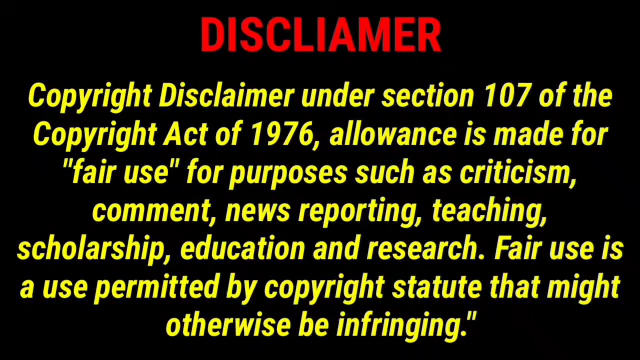 DISCLIAMER
Copyright Disclaimer under section 107 of the
Copyright Act of 1976, allowance is made for
"fair use" for purposes such as criticism,
comment, news reporting, teaching,
scholarship, education and research. Fair use is
a use permitted by copyright statute that might
otherwise be infringing."